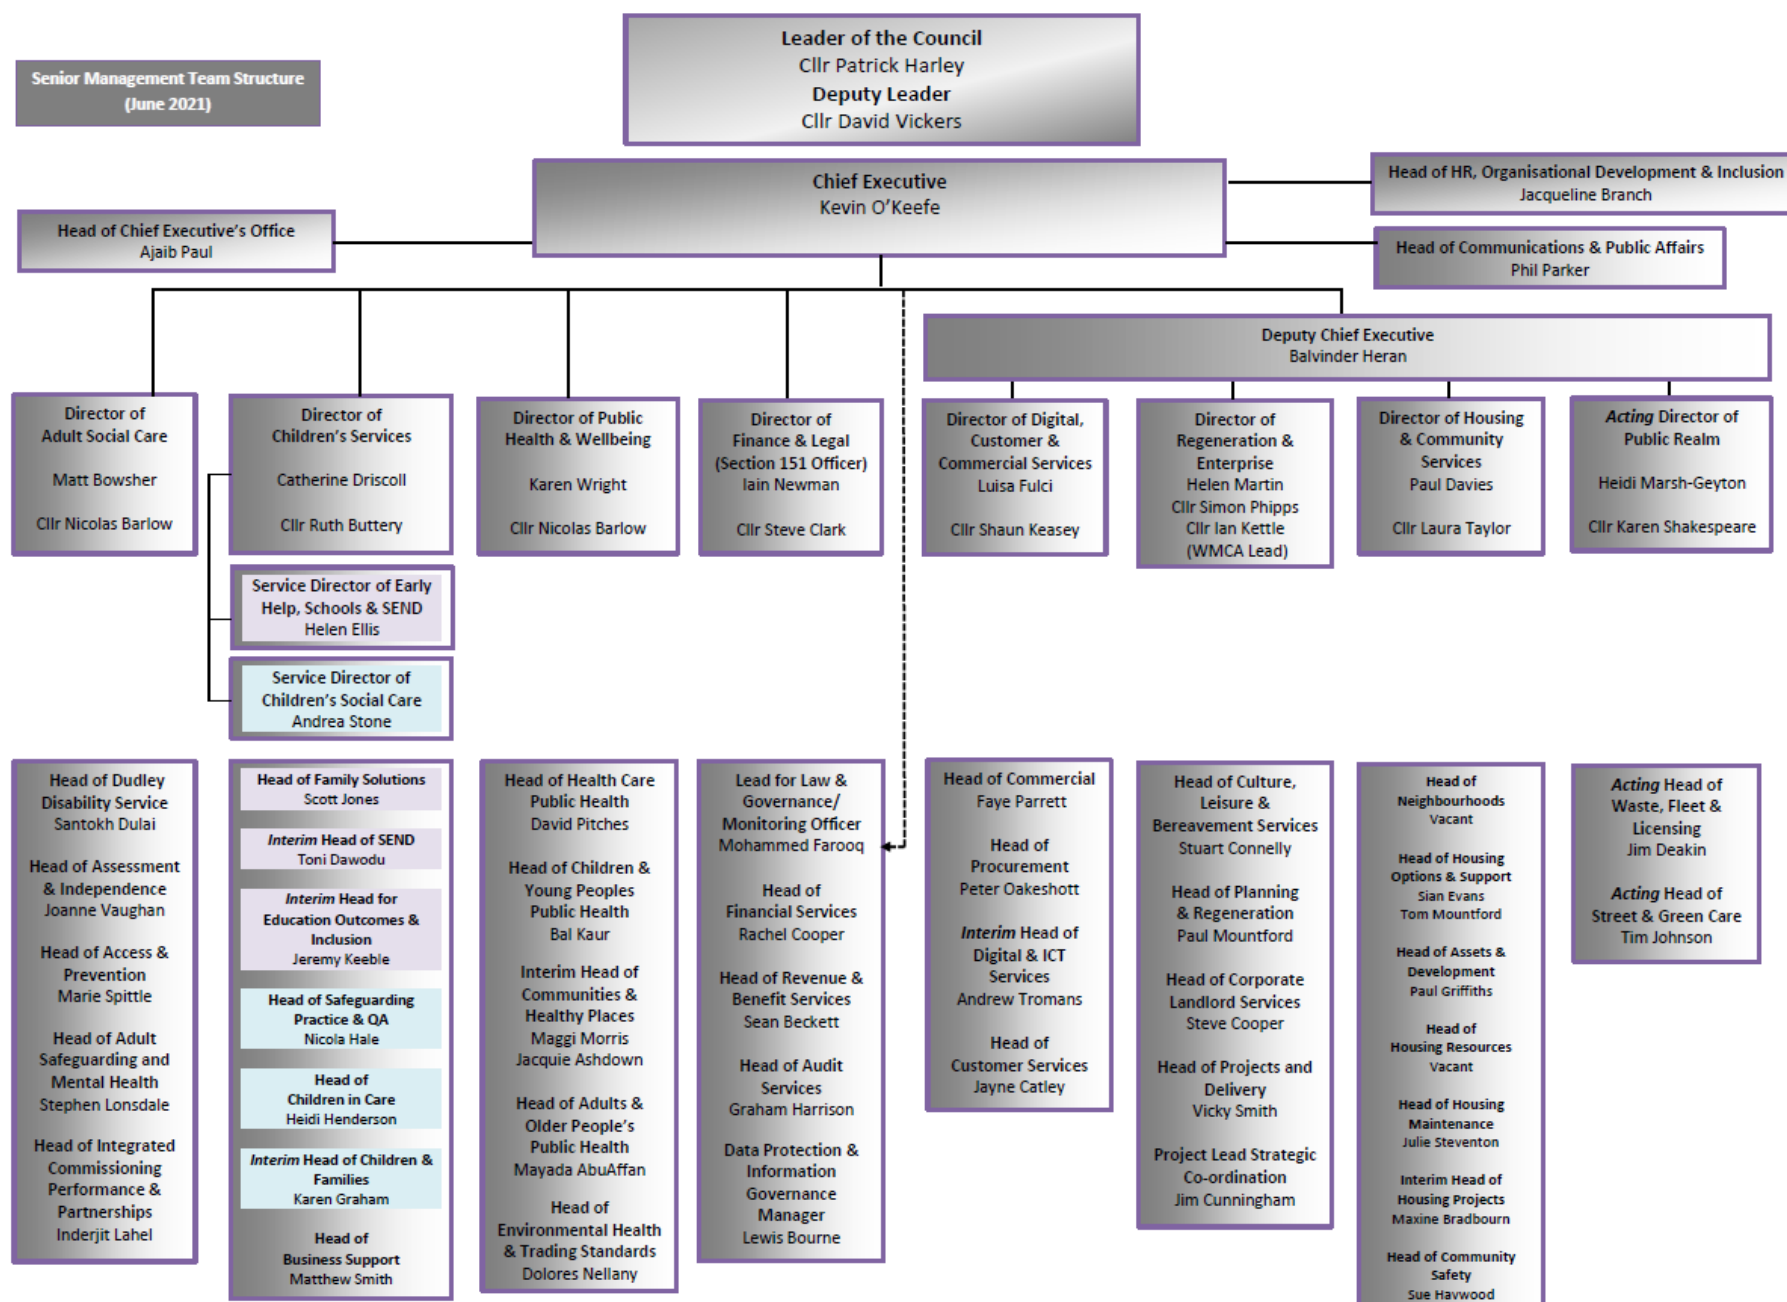 Leader of the Council
Cllr Patrick Harley
Deputy Leader
Cllr David Vickers
Senior Management Team Structure
(June 2021)
Chief Executive
Kevin O’Keefe
Head of HR, Organisational Development & Inclusion
Jacqueline Branch
Head of Chief Executive’s Office
Ajaib Paul
Head of Communications & Public Affairs
Phil Parker
Deputy Chief Executive
Balvinder Heran
Director of
Adult Social Care
Matt Bowsher
Cllr Nicolas Barlow
Director of
Children’s Services
Catherine Driscoll
Cllr Ruth Buttery
Director of Public
Health & Wellbeing
Karen Wright
Cllr Nicolas Barlow
Director of
Finance & Legal
(Section 151 Officer)
Iain Newman
Cllr Steve Clark
Director of Digital,
Customer &
Commercial Services
Luisa Fulci
Cllr Shaun Keasey
Director of
Regeneration &
Enterprise
Helen Martin
Cllr Simon Phipps
Cllr Ian Kettle
(WMCA Lead)
Director of Housing
& Community
Services
Paul Davies
Cllr Laura Taylor
Acting Director of
Public Realm
Heidi Marsh-Geyton
Cllr Karen Shakespeare
Service Director of Early
Help, Schools & SEND
Helen Ellis
Service Director of
Children’s Social Care
Andrea Stone
Head of Dudley
Disability Service
Santokh Dulai
Head of Assessment
& Independence
Joanne Vaughan
Head of Access &
Prevention
Marie Spittle
Head of Adult
Safeguarding and
Mental Health
Stephen Lonsdale
Head of Integrated
Commissioning
Performance &
Partnerships
Inderjit Lahel
Head of Family Solutions
Scott Jones
Interim Head of SEND
Toni Dawodu
Interim Head for
Education Outcomes &
Inclusion
Jeremy Keeble
Head of Safeguarding
Practice & QA
Nicola Hale
Head of
Children in Care
Heidi Henderson
Interim Head of Children &
Families
Karen Graham
Head of
Business Support
Matthew Smith
Head of Health Care
Public Health
David Pitches
Head of Children &
Young Peoples
Public Health
Bal Kaur
Interim Head of
Communities &
Healthy Places
Maggi Morris
Jacquie Ashdown
Head of Adults &
Older People’s
Public Health
Mayada AbuAffan
Head of
Environmental Health
& Trading Standards
Dolores Nellany
Lead for Law &
Governance/
Monitoring Officer
Mohammed Farooq
Head of
Financial Services
Rachel Cooper
Head of Revenue &
Benefit Services
Sean Beckett
Head of Audit
Services
Graham Harrison
Data Protection &
Information
Governance
Manager
Lewis Bourne
Head of Commercial
Faye Parrett
Head of
Procurement
Peter Oakeshott
Interim Head of
Digital & ICT
Services
Andrew Tromans
Head of
Customer Services
Jayne Catley
Head of Culture,
Leisure &
Bereavement Services
Stuart Connelly
Head of Planning
& Regeneration
Paul Mountford
Head of Corporate
Landlord Services
Steve Cooper
Head of Projects and
Delivery
Vicky Smith
Project Lead Strategic
Co-ordination
Jim Cunningham
Head of
Neighbourhoods
Vacant
Head of Housing
Options & Support
Sian Evans
Tom Mountford
Head of Assets &
Development
Paul Griffiths
Head of
Housing Resources
Vacant
Head of Housing
Maintenance
Julie Steventon
Interim Head of
Housing Projects
Maxine Bradbourn
Head of Community
Safety
Sue Haywood
Acting Head of
Waste, Fleet &
Licensing
Jim Deakin
Acting Head of
Street & Green Care
Tim Johnson